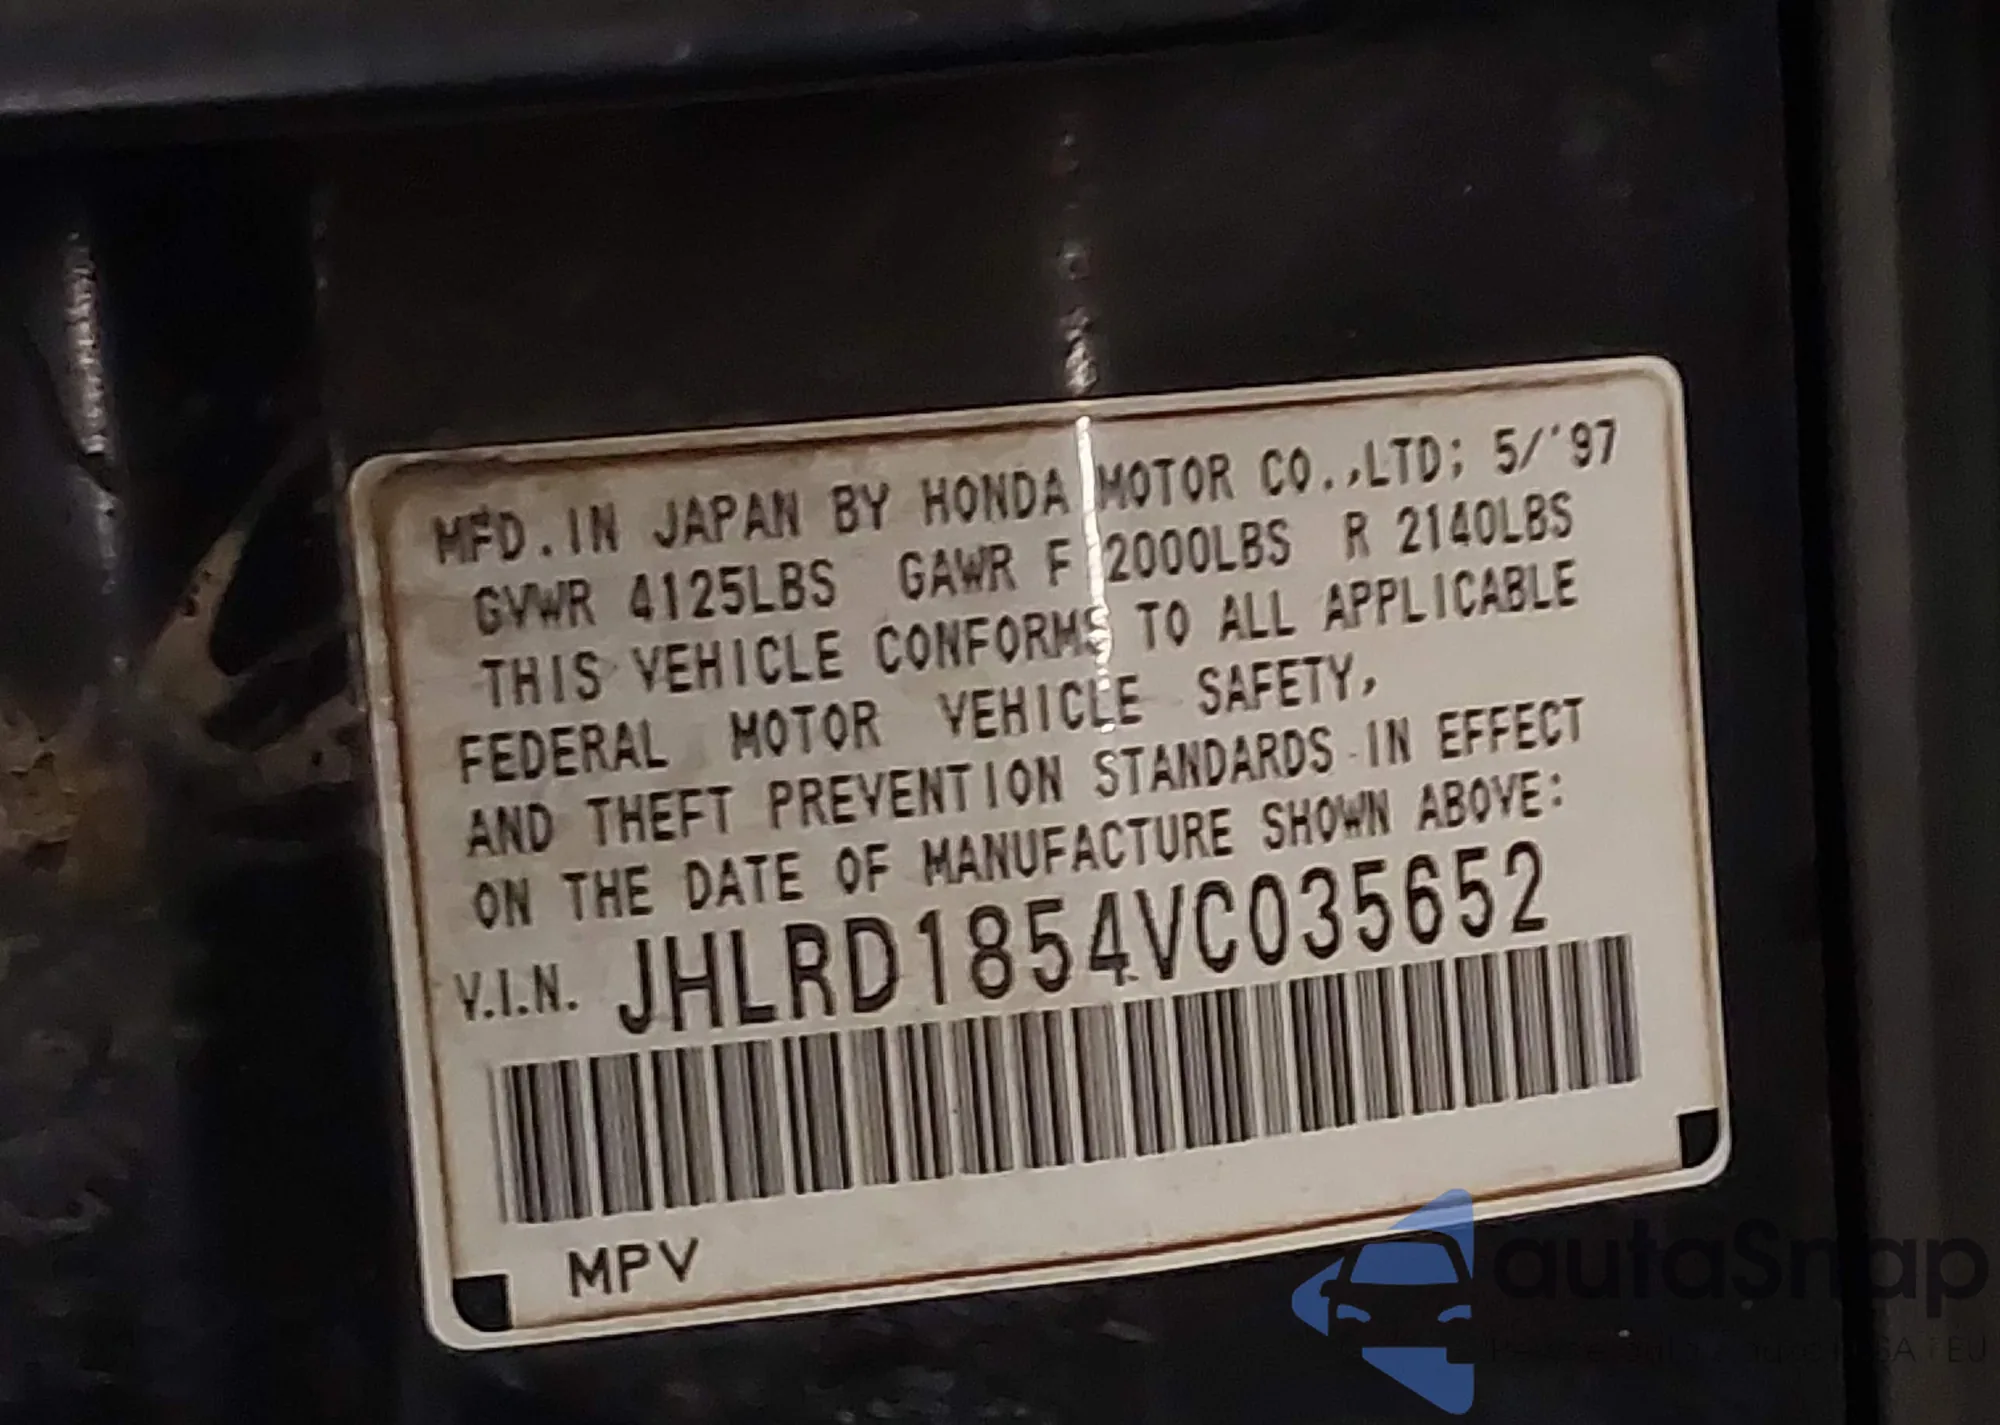 MFD. IN JAPAN BY HONDA MOTOR CO.,LTD; 5/'97
GVWR 4125LBS GAWR F 2000LBS R 2140LBS
THIS VEHICLE CONFORMS TO ALL APPLICABLE
FEDERAL MOTOR VEHICLE SAFETY,
AND THEFT PREVENTION STANDARDS IN EFFECT
ON THE DATE OF MANUFACTURE SHOWN ABOVE:
V.I.N. JHLRD1854VC035652
MPV
autaSnap